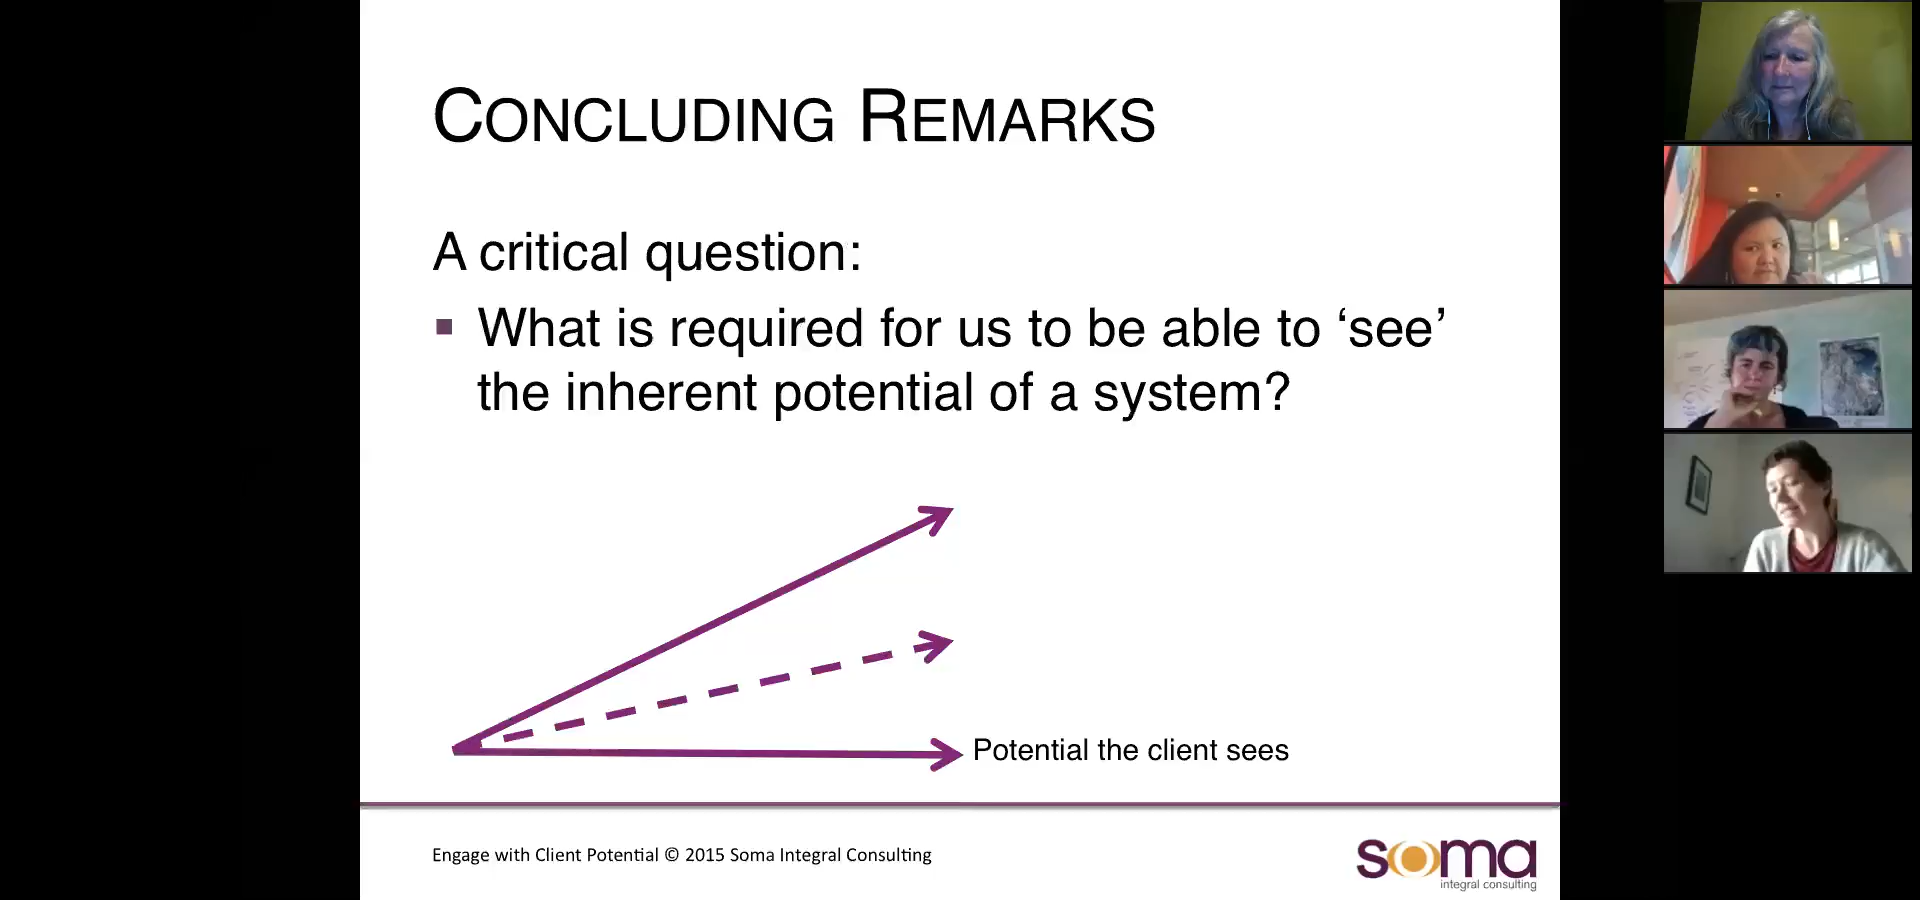 CONCLUDING REMARKS
A critical question:
▪ What is required for us to be able to ‘see’
the inherent potential of a system?
Potential the client sees
Engage with Client Potential © 2015 Soma Integral Consulting
soma
integral consulting